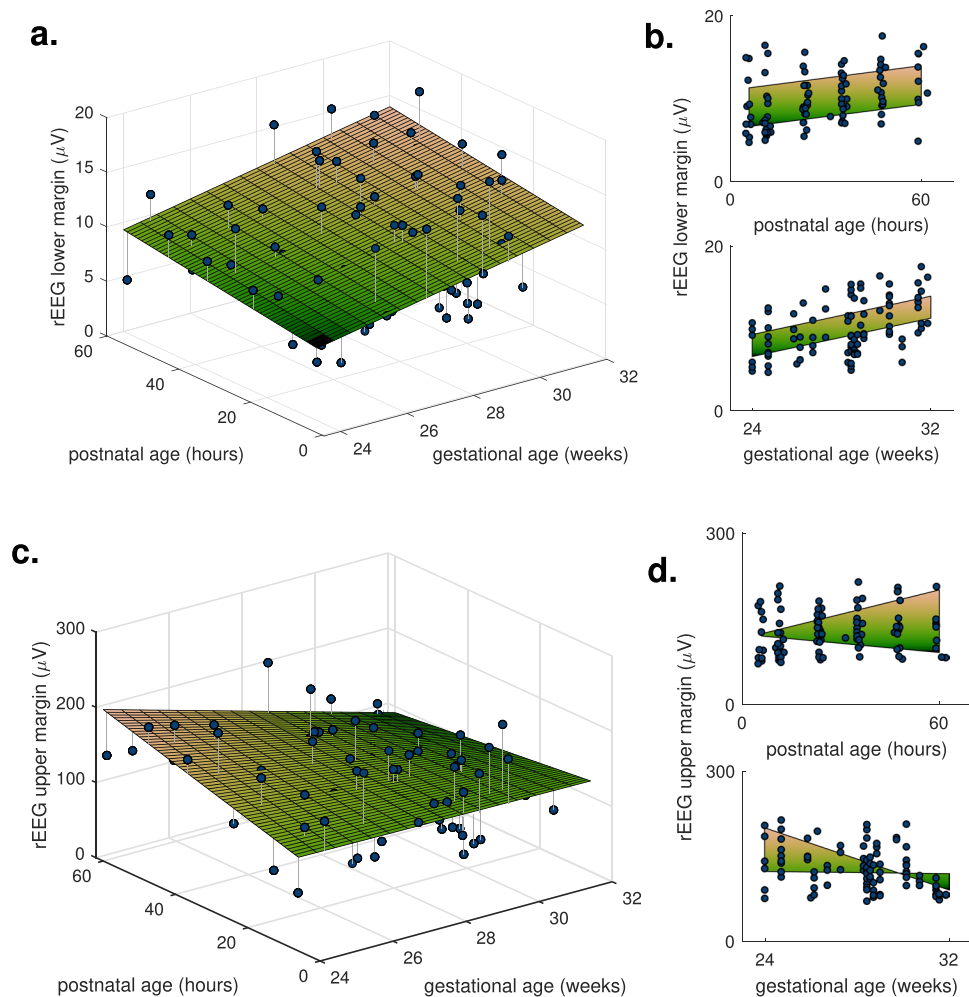 a.
rEEG lower margin (μV)
20
15
10
5
0
60
40
20
0
24
26
28
30
32
postnatal age (hours)
gestational age (weeks)
b.
rEEG lower margin (μV)
20
0
0
60
postnatal age (hours)
20
0
24
32
gestational age (weeks)
c.
rEEG upper margin (μV)
300
200
100
0
60
40
20
0
24
26
28
30
32
postnatal age (hours)
gestational age (weeks)
d.
rEEG upper margin (μV)
300
0
0
60
postnatal age (hours)
300
0
24
32
gestational age (weeks)